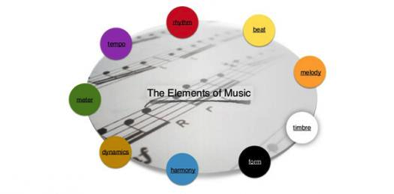 rhythm
beat
tempo
melody
The Elements of Music
meter
timbre
dynamics
form
harmony